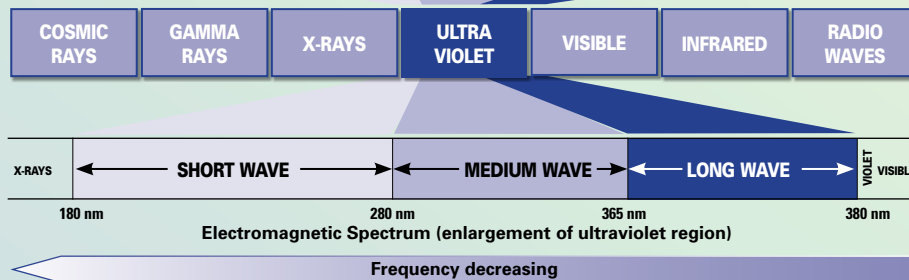 COSMIC RAYS
GAMMA RAYS
X-RAYS
ULTRA VIOLET
VISIBLE
INFRARED
RADIO WAVES
X-RAYS
SHORT WAVE
MEDIUM WAVE
LONG WAVE
VIOLET
VISIBLE
180 nm
280 nm
365 nm
380 nm
Electromagnetic Spectrum (enlargement of ultraviolet region)
Frequency decreasing